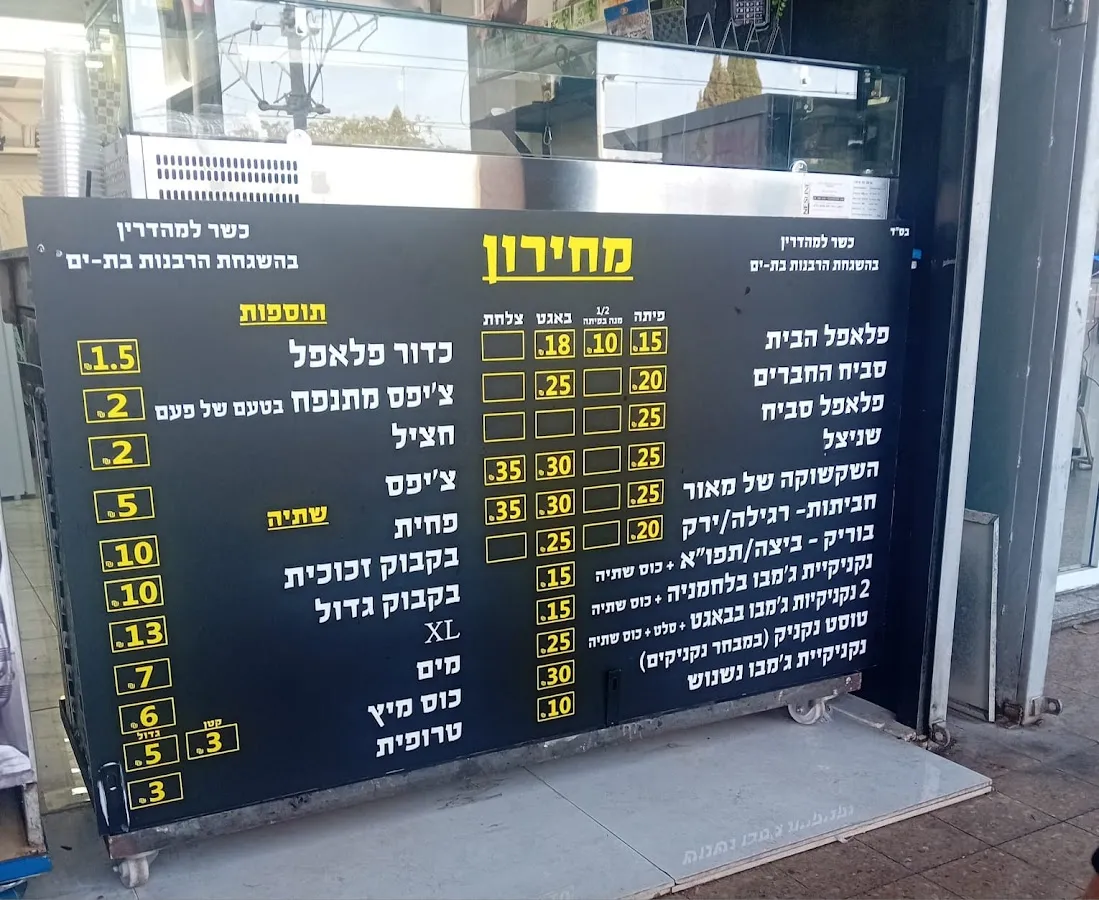 בס"ד
כשר למהדרין
בהשגחת הרבנות בת-ים
מחירון
כשר למהדרין
בהשגחת הרבנות בת-ים
פיתה 1/2 מנה בפיתה באגט צלחת
פלאפל הבית 15₪ 10₪ 18₪
סביח החברים 20₪ 25₪
פלאפל סביח 25₪
שניצל 25₪ 30₪ 35₪
השקשוקה של מאור 25₪ 30₪ 35₪
חביתות- רגילה/ירק 20₪ 25₪
בוריק - ביצה/תפו"א + כוס שתיה 15₪
נקניקיית ג'מבו בלחמניה + כוס שתיה 15₪
2 נקניקיות ג'מבו בבאגט + סלט + כוס שתיה 25₪
טוסט נקניק (במבחר נקניקים) 30₪
נקניקיית ג'מבו נשנוש 10₪
תוספות
כדור פלאפל 1.5₪
צ'יפס מתנפח בטעם של פעם 2₪
חציל 2₪
צ'יפס 5₪
שתיה
פחית 10₪
בקבוק זכוכית 10₪
בקבוק גדול 13₪
XL 7₪
מים 6₪
כוס מיץ קטן 3₪ גדול 5₪
טרופית 3₪